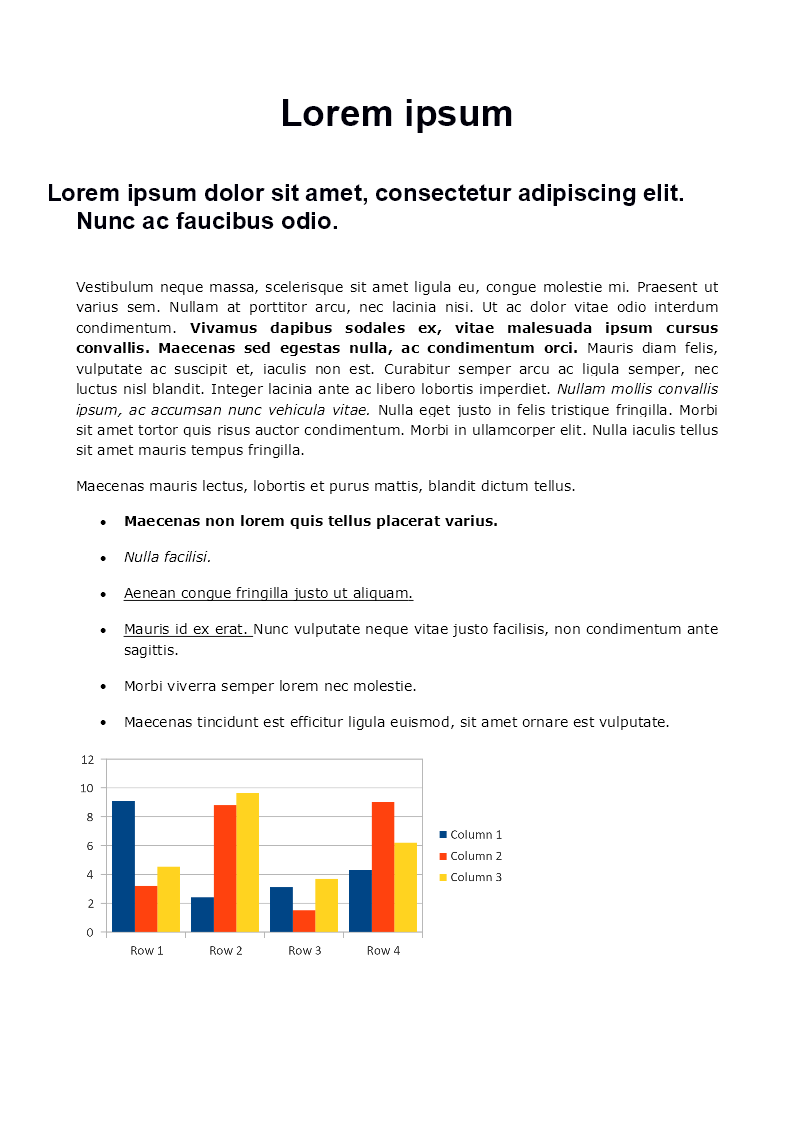 Lorem ipsum
Lorem ipsum dolor sit amet, consectetur adipiscing elit.
Nunc ac faucibus odio.
Vestibulum neque massa, scelerisque sit amet ligula eu, congue molestie mi. Praesent ut
varius sem. Nullam at porttitor arcu, nec lacinia nisi. Ut ac dolor vitae odio interdum
condimentum. Vivamus dapibus sodales ex, vitae malesuada ipsum cursus
convallis. Maecenas sed egestas nulla, ac condimentum orci. Mauris diam felis,
vulputate ac suscipit et, iaculis non est. Curabitur semper arcu ac ligula semper, nec
luctus nisl blandit. Integer lacinia ante ac libero lobortis imperdiet. Nullam mollis convallis
ipsum, ac accumsan nunc vehicula vitae. Nulla eget justo in felis tristique fringilla. Morbi
sit amet tortor quis risus auctor condimentum. Morbi in ullamcorper elit. Nulla iaculis tellus
sit amet mauris tempus fringilla.
Maecenas mauris lectus, lobortis et purus mattis, blandit dictum tellus.
• Maecenas non lorem quis tellus placerat varius.
• Nulla facilisi.
• Aenean congue fringilla justo ut aliquam.
• Mauris id ex erat. Nunc vulputate neque vitae justo facilisis, non condimentum ante
sagittis.
• Morbi viverra semper lorem nec molestie.
• Maecenas tincidunt est efficitur ligula euismod, sit amet ornare est vulputate.
12
10
8
6
4
2
0
Row 1 Row 2 Row 3 Row 4
Column 1
Column 2
Column 3